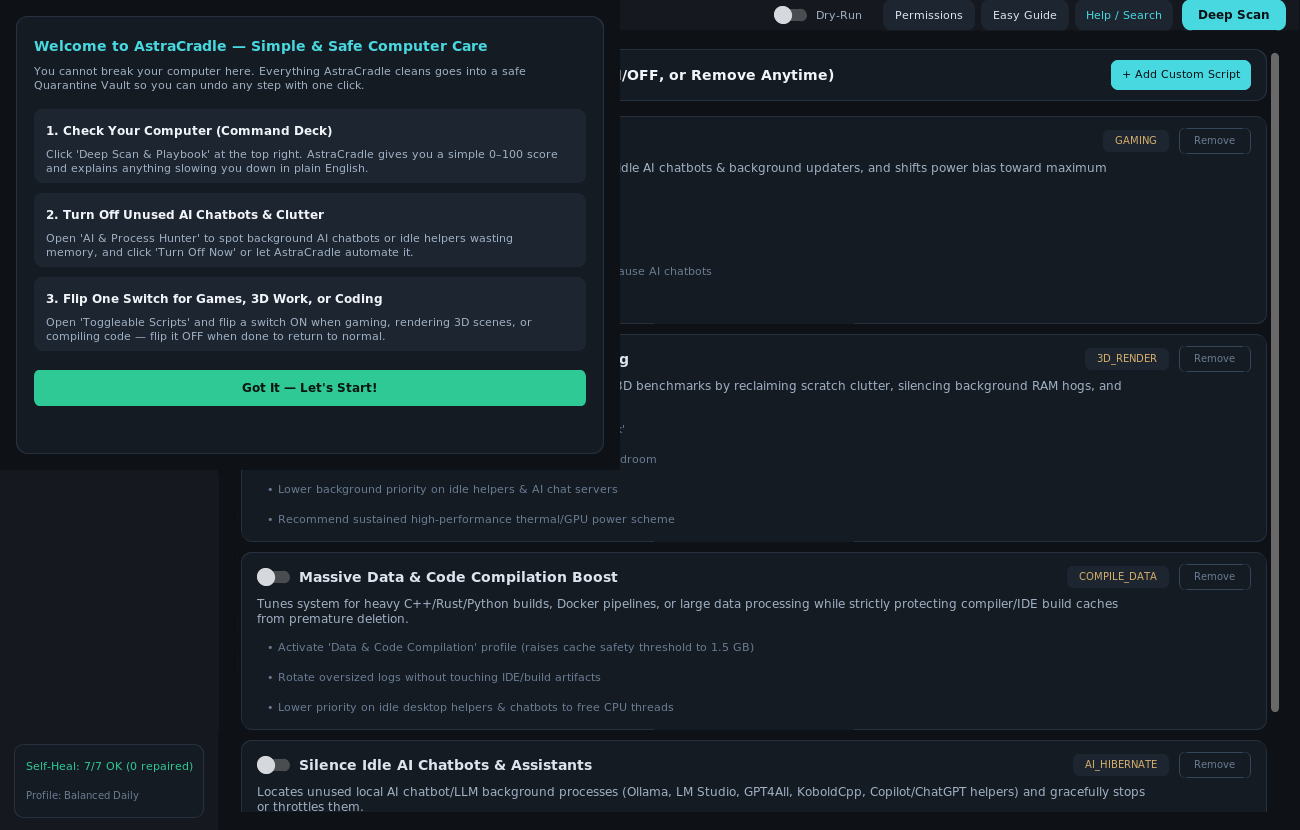 Dry-Run
Permissions
Easy Guide
Help / Search
Deep Scan
Welcome to AstraCradle — Simple & Safe Computer Care
You cannot break your computer here. Everything AstraCradle cleans goes into a safe
Quarantine Vault so you can undo any step with one click.
1. Check Your Computer (Command Deck)
Click 'Deep Scan & Playbook' at the top right. AstraCradle gives you a simple 0–100 score
and explains anything slowing you down in plain English.
2. Turn Off Unused AI Chatbots & Clutter
Open 'AI & Process Hunter' to spot background AI chatbots or idle helpers wasting
memory, and click 'Turn Off Now' or let AstraCradle automate it.
3. Flip One Switch for Games, 3D Work, or Coding
Open 'Toggleable Scripts' and flip a switch ON when gaming, rendering 3D scenes, or
compiling code — flip it OFF when done to return to normal.
Got It — Let's Start!
/OFF, or Remove Anytime)
+ Add Custom Script
GAMING
Remove
idle AI chatbots & background updaters, and shifts power bias toward maximum
ause AI chatbots
g
3D_RENDER
Remove
3D benchmarks by reclaiming scratch clutter, silencing background RAM hogs, and
droom
• Lower background priority on idle helpers & AI chat servers
• Recommend sustained high-performance thermal/GPU power scheme
Massive Data & Code Compilation Boost
COMPILE_DATA
Remove
Tunes system for heavy C++/Rust/Python builds, Docker pipelines, or large data processing while strictly protecting compiler/IDE build caches
from premature deletion.
• Activate 'Data & Code Compilation' profile (raises cache safety threshold to 1.5 GB)
• Rotate oversized logs without touching IDE/build artifacts
• Lower priority on idle desktop helpers & chatbots to free CPU threads
Silence Idle AI Chatbots & Assistants
AI_HIBERNATE
Remove
Locates unused local AI chatbot/LLM background processes (Ollama, LM Studio, GPT4All, KoboldCpp, Copilot/ChatGPT helpers) and gracefully stops
or throttles them.
Self-Heal: 7/7 OK (0 repaired)
Profile: Balanced Daily